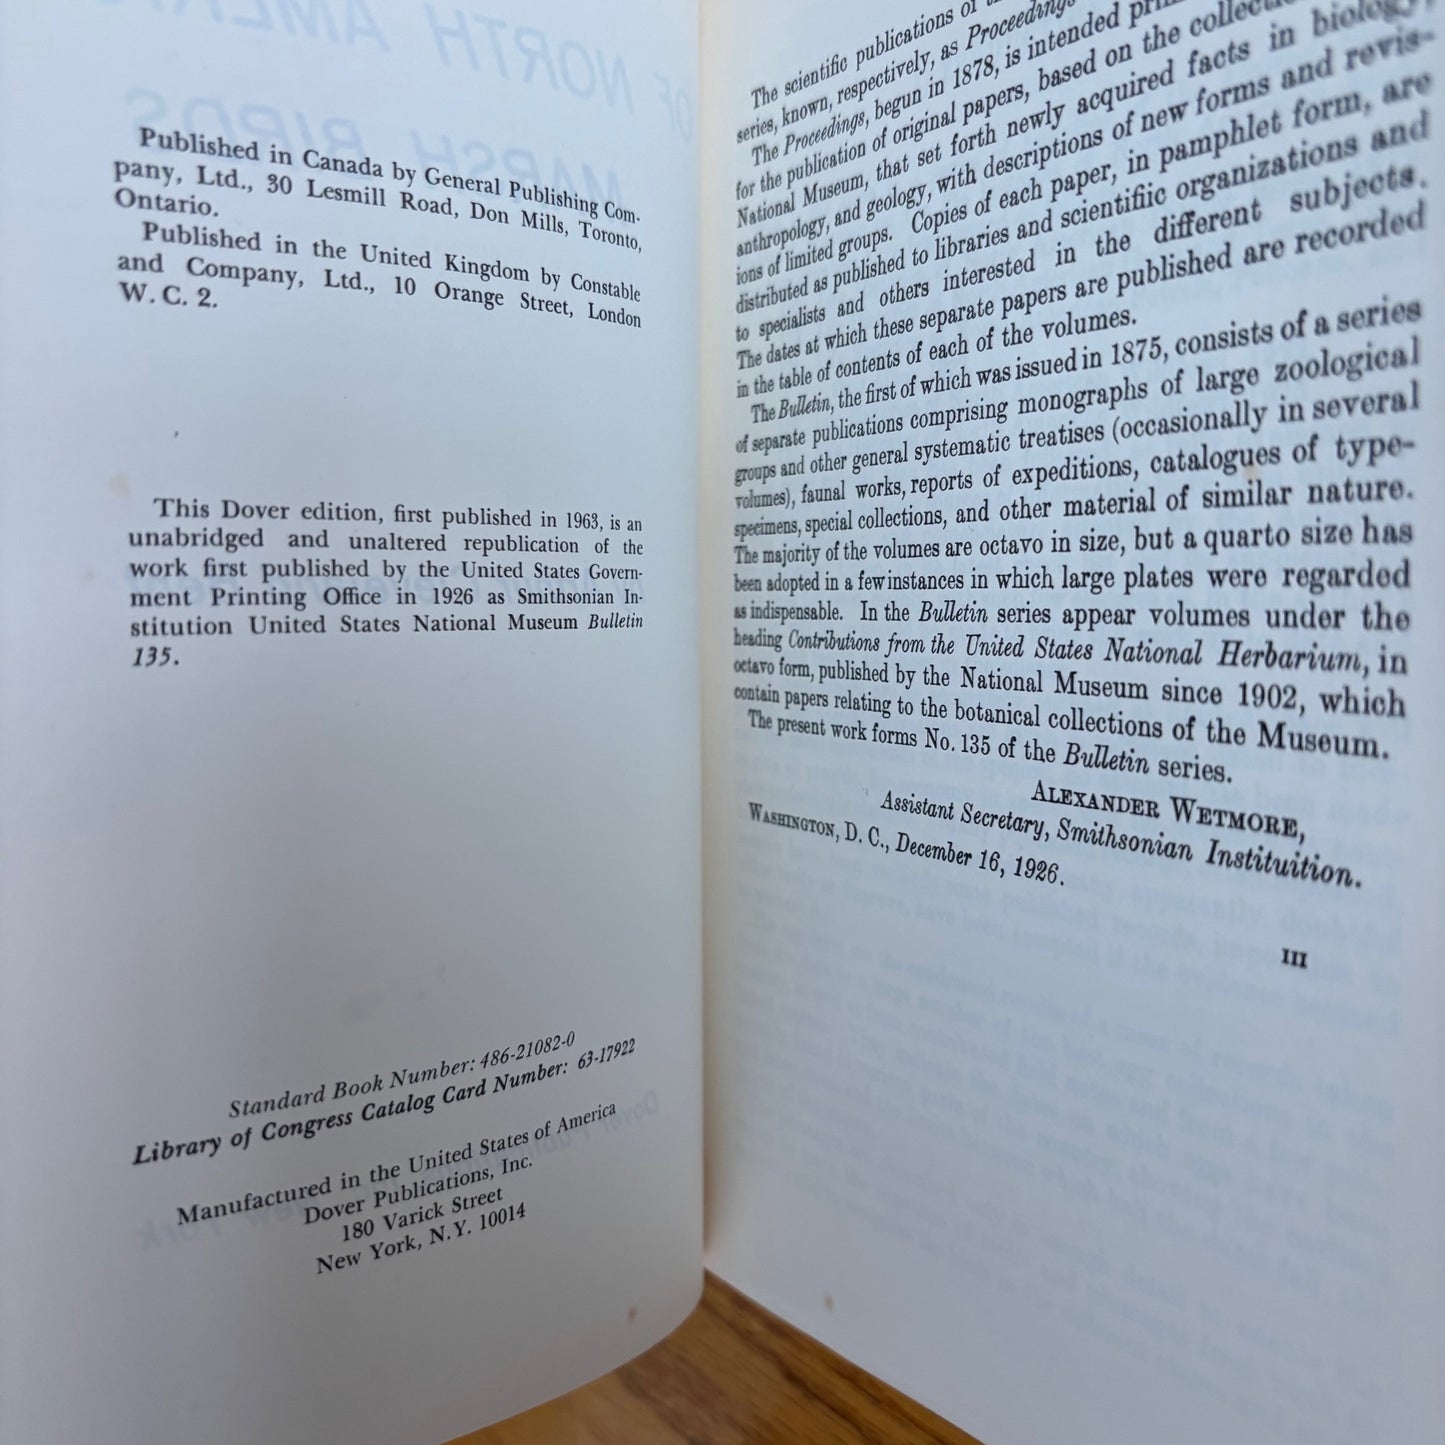 OF NORTH AMERIC
MARSH BIRDS
Published in Canada by General Publishing Com-
pany, Ltd., 30 Lesmill Road, Don Mills, Toronto,
Ontario.
Published in the United Kingdom by Constable
and Company, Ltd., 10 Orange Street, London
W. C. 2.
This Dover edition, first published in 1963, is an
unabridged and unaltered republication of the
work first published by the United States Govern-
ment Printing Office in 1926 as Smithsonian In-
stitution United States National Museum Bulletin
135.
Standard Book Number: 486-21082-0
Library of Congress Catalog Card Number: 63-17922
Manufactured in the United States of America
Dover Publications, Inc.
180 Varick Street
New York, N.Y. 10014
The scientific publications of
series, known, respectively, as Proceedings
The Proceedings, begun in 1878, is intended
for the publication of original papers, based on the
National Museum, that set forth newly acquired facts in biology,
anthropology, and geology, with descriptions of new forms and revis-
ions of limited groups. Copies of each paper, in pamphlet form, are
distributed as published to libraries and scientifiic organizations and
to specialists and others interested in the different subjects.
The dates at which these separate papers are published are recorded
in the table of contents of each of the volumes.
The Bulletin, the first of which was issued in 1875, consists of a series
of separate publications comprising monographs of large zoological
groups and other general systematic treatises (occasionally in several
volumes), faunal works, reports of expeditions, catalogues of type-
specimens, special collections, and other material of similar nature.
The majority of the volumes are octavo in size, but a quarto size has
been adopted in a few instances in which large plates were regarded
as indispensable. In the Bulletin series appear volumes under the
heading Contributions from the United States National Herbarium, in
octavo form, published by the National Museum since 1902, which
contain papers relating to the botanical collections of the Museum.
The present work forms No. 135 of the Bulletin series.
ALEXANDER WETMORE,
Assistant Secretary, Smithsonian Instituition.
WASHINGTON, D. C., December 16, 1926.
III